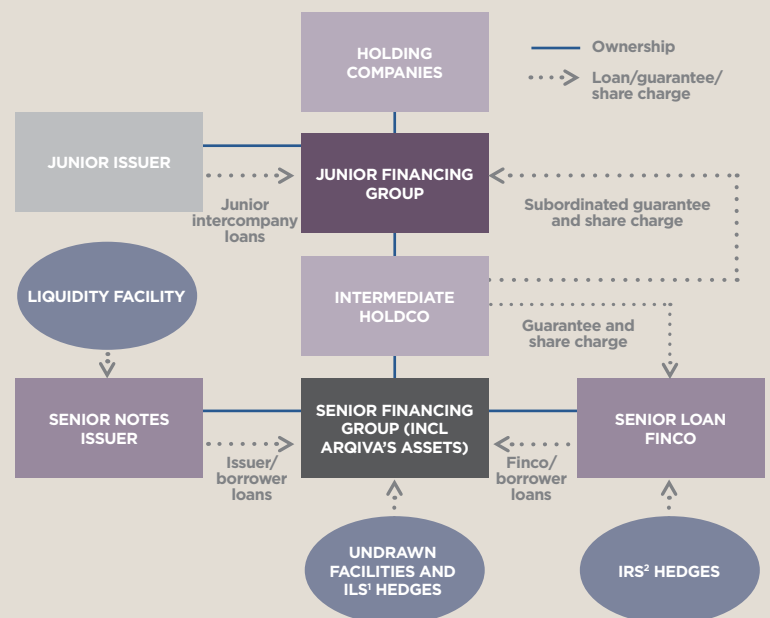 HOLDING
COMPANIES
Ownership
Loan/guarantee/
share charge
JUNIOR ISSUER
JUNIOR FINANCING
GROUP
Junior
intercompany
loans
Subordinated guarantee
and share charge
LIQUIDITY FACILITY
INTERMEDIATE
HOLDCO
Guarantee and
share charge
SENIOR NOTES
ISSUER
SENIOR FINANCING
GROUP (INCL
ARQIVA'S ASSETS)
SENIOR LOAN
FINCO
Issuer/
borrower
loans
Finco/
borrower
loans
UNDRAWN
FACILITIES AND
ILS¹ HEDGES
IRS² HEDGES